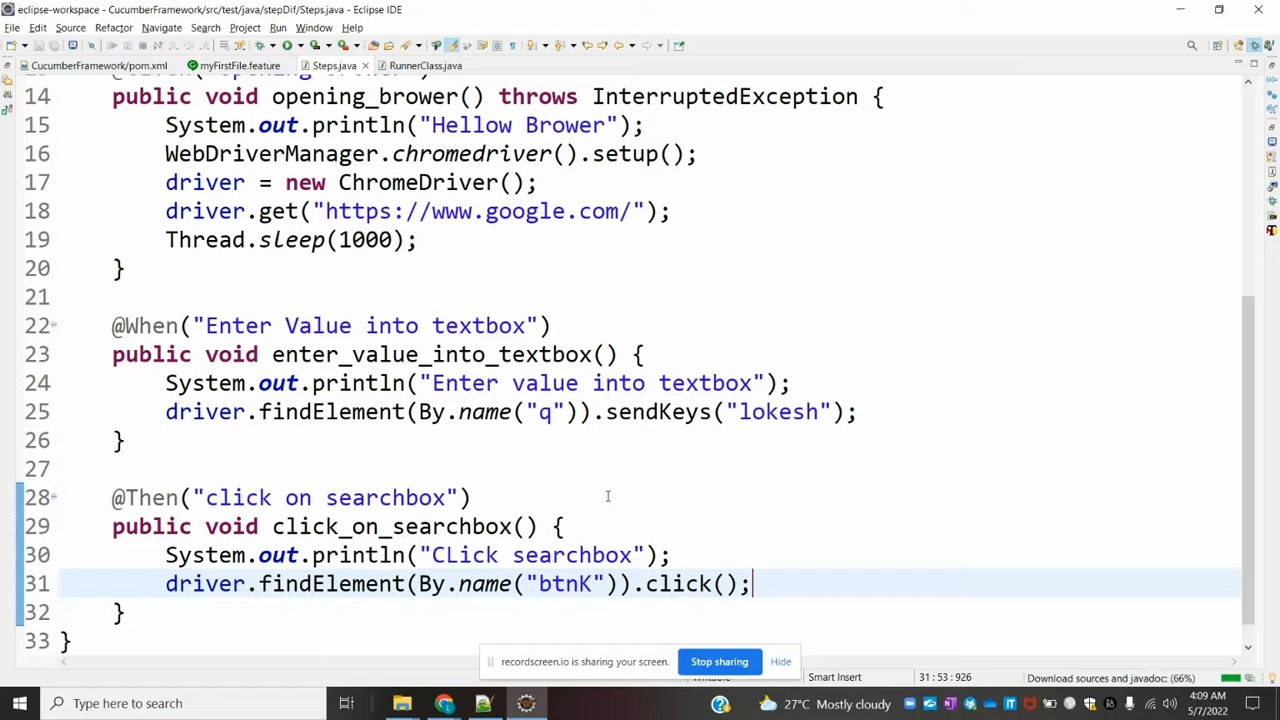 eclipse-workspace - CucumberFramework/src/test/java/stepDif/Steps.java - Eclipse IDE
File Edit Source Refactor Navigate Search Project Run Window Help
CucumberFramework/pom.xml myFirstFile.feature Steps.java RunnerClass.java
14 public void opening_brower() throws InterruptedException {
15 System.out.println("Hellow Brower");
16 WebDriverManager.chromedriver().setup();
17 driver = new ChromeDriver();
18 driver.get("https://www.google.com/");
19 Thread.sleep(1000);
20 }
21
22 @When("Enter Value into textbox")
23 public void enter_value_into_textbox() {
24 System.out.println("Enter value into textbox");
25 driver.findElement(By.name("q")).sendKeys("lokesh");
26 }
27
28 @Then("click on searchbox")
29 public void click_on_searchbox() {
30 System.out.println("CLick searchbox");
31 driver.findElement(By.name("btnK")).click();
32 }
33 }
recordscreen.io is sharing your screen. Stop sharing Hide
Smart Insert 31 : 53 : 926 Download sources and javadoc: (66%)
Type here to search 27°C Mostly cloudy 4:09 AM
5/7/2022